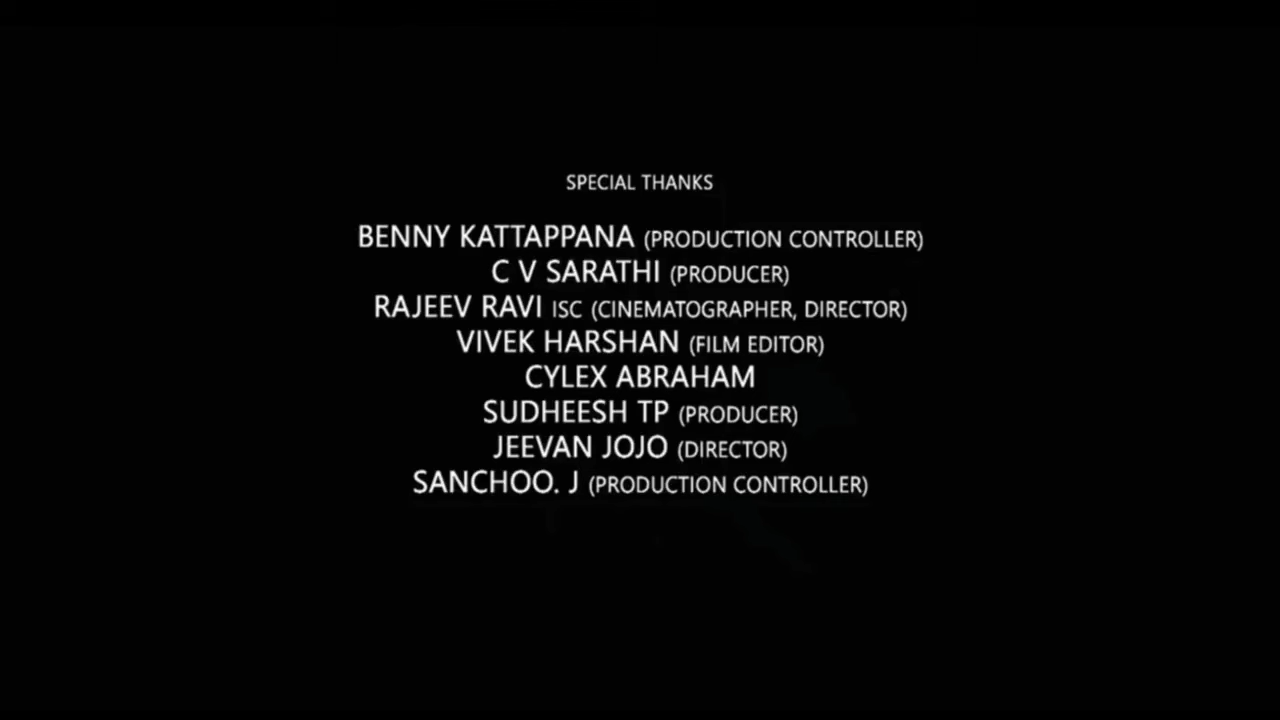 SPECIAL THANKS
BENNY KATTAPPANA (PRODUCTION CONTROLLER)
C V SARATHI (PRODUCER)
RAJEEV RAVI ISC (CINEMATOGRAPHER, DIRECTOR)
VIVEK HARSHAN (FILM EDITOR)
CYLEX ABRAHAM
SUDHEESH TP (PRODUCER)
JEEVAN JOJO (DIRECTOR)
SANCHOO. J (PRODUCTION CONTROLLER)